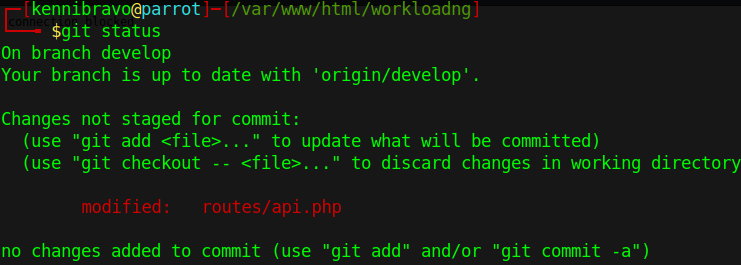 ┌─[kennibravo@parrot]─[/var/www/html/workloadng]
connection blocked
└──╼ $git status
On branch develop
Your branch is up to date with 'origin/develop'.
Changes not staged for commit:
(use "git add <file>..." to update what will be committed)
(use "git checkout -- <file>..." to discard changes in working directory
modified: routes/api.php
no changes added to commit (use "git add" and/or "git commit -a")